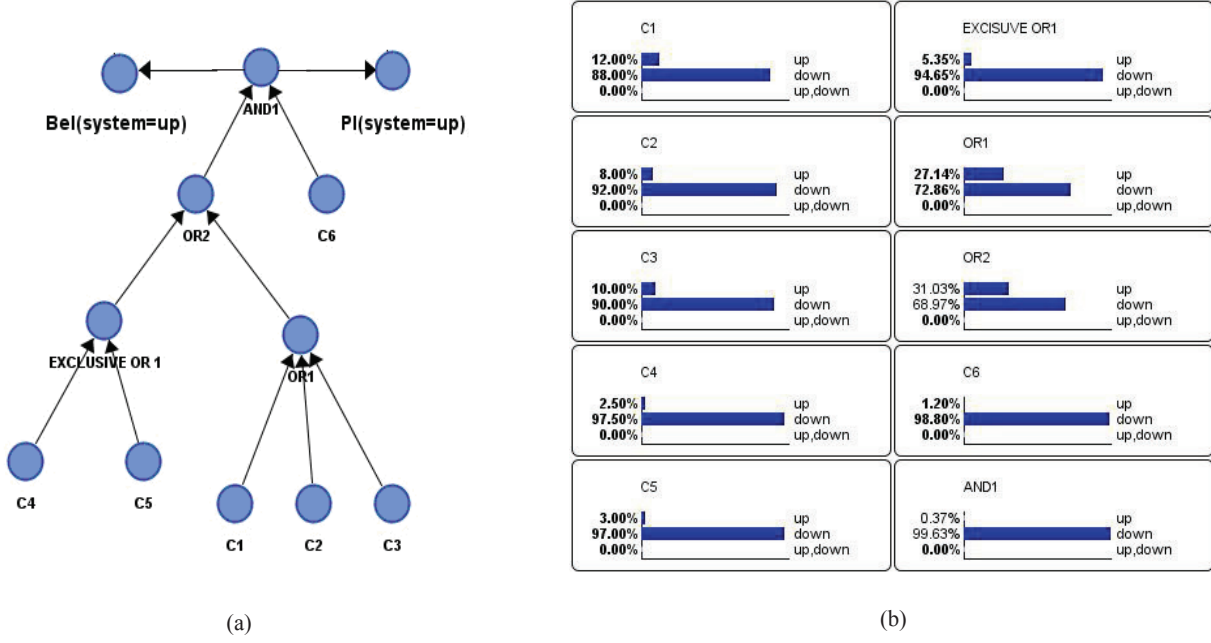 Bel(system=up)
AND1
Pl(system=up)
OR2
C6
EXCLUSIVE OR 1
OR1
C4
C5
C1
C2
C3
(a)
C1
12.00% up
88.00% down
0.00% up,down
EXCISUVE OR1
5.35% up
94.65% down
0.00% up,down
C2
8.00% up
92.00% down
0.00% up,down
OR1
27.14% up
72.86% down
0.00% up,down
C3
10.00% up
90.00% down
0.00% up,down
OR2
31.03% up
68.97% down
0.00% up,down
C4
2.50% up
97.50% down
0.00% up,down
C6
1.20% up
98.80% down
0.00% up,down
C5
3.00% up
97.00% down
0.00% up,down
AND1
0.37% up
99.63% down
0.00% up,down
(b)